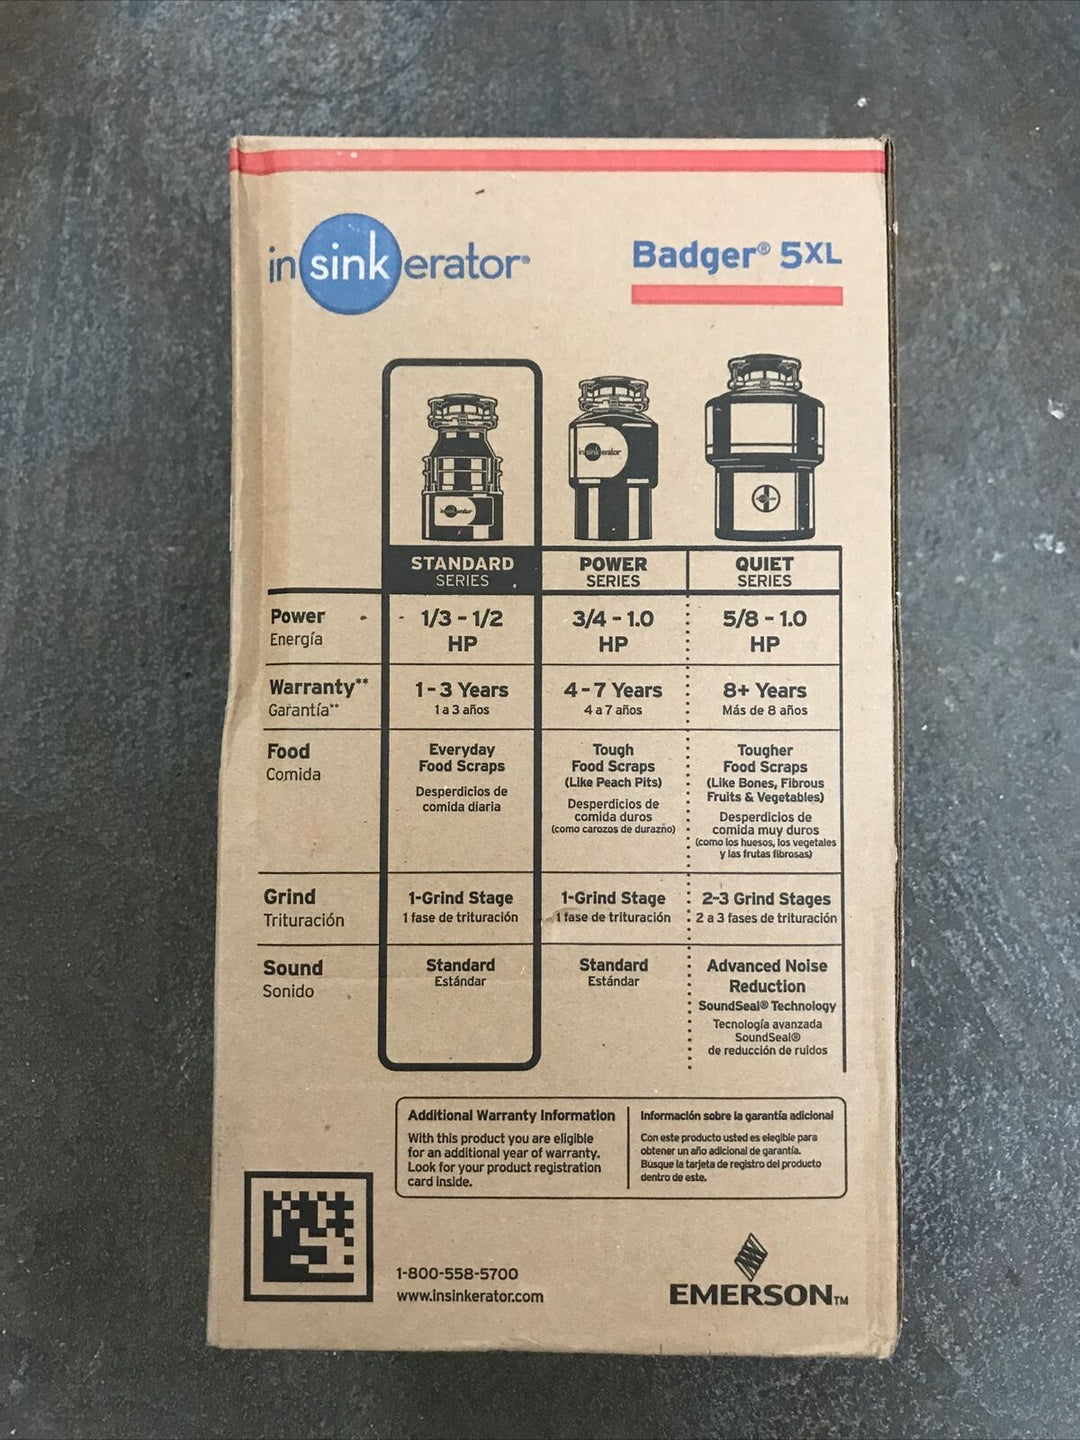 insinkerator®
Badger® 5XL
insinkerator
insinkerator
STANDARD
SERIES
POWER
SERIES
QUIET
SERIES
Power
Energía
1/3 - 1/2
HP
3/4 - 1.0
HP
5/8 - 1.0
HP
Warranty**
Garantía**
1 - 3 Years
1 a 3 años
4 - 7 Years
4 a 7 años
8+ Years
Más de 8 años
Food
Comida
Everyday
Food Scraps
Desperdicios de
comida diaria
Tough
Food Scraps
(Like Peach Pits)
Desperdicios de
comida duros
(como carozos de durazno)
Tougher
Food Scraps
(Like Bones, Fibrous
Fruits & Vegetables)
Desperdicios de
comida muy duros
(como los huesos, los vegetales
y las frutas fibrosas)
Grind
Trituración
1-Grind Stage
1 fase de trituración
1-Grind Stage
1 fase de trituración
2-3 Grind Stages
2 a 3 fases de trituración
Sound
Sonido
Standard
Estándar
Standard
Estándar
Advanced Noise
Reduction
SoundSeal® Technology
Tecnología avanzada
SoundSeal®
de reducción de ruidos
Additional Warranty Information
With this product you are eligible
for an additional year of warranty.
Look for your product registration
card inside.
Información sobre la garantía adicional
Con este producto usted es elegible para
obtener un año adicional de garantía.
Busque la tarjeta de registro del producto
dentro de este.
1-800-558-5700
www.insinkerator.com
EMERSON™